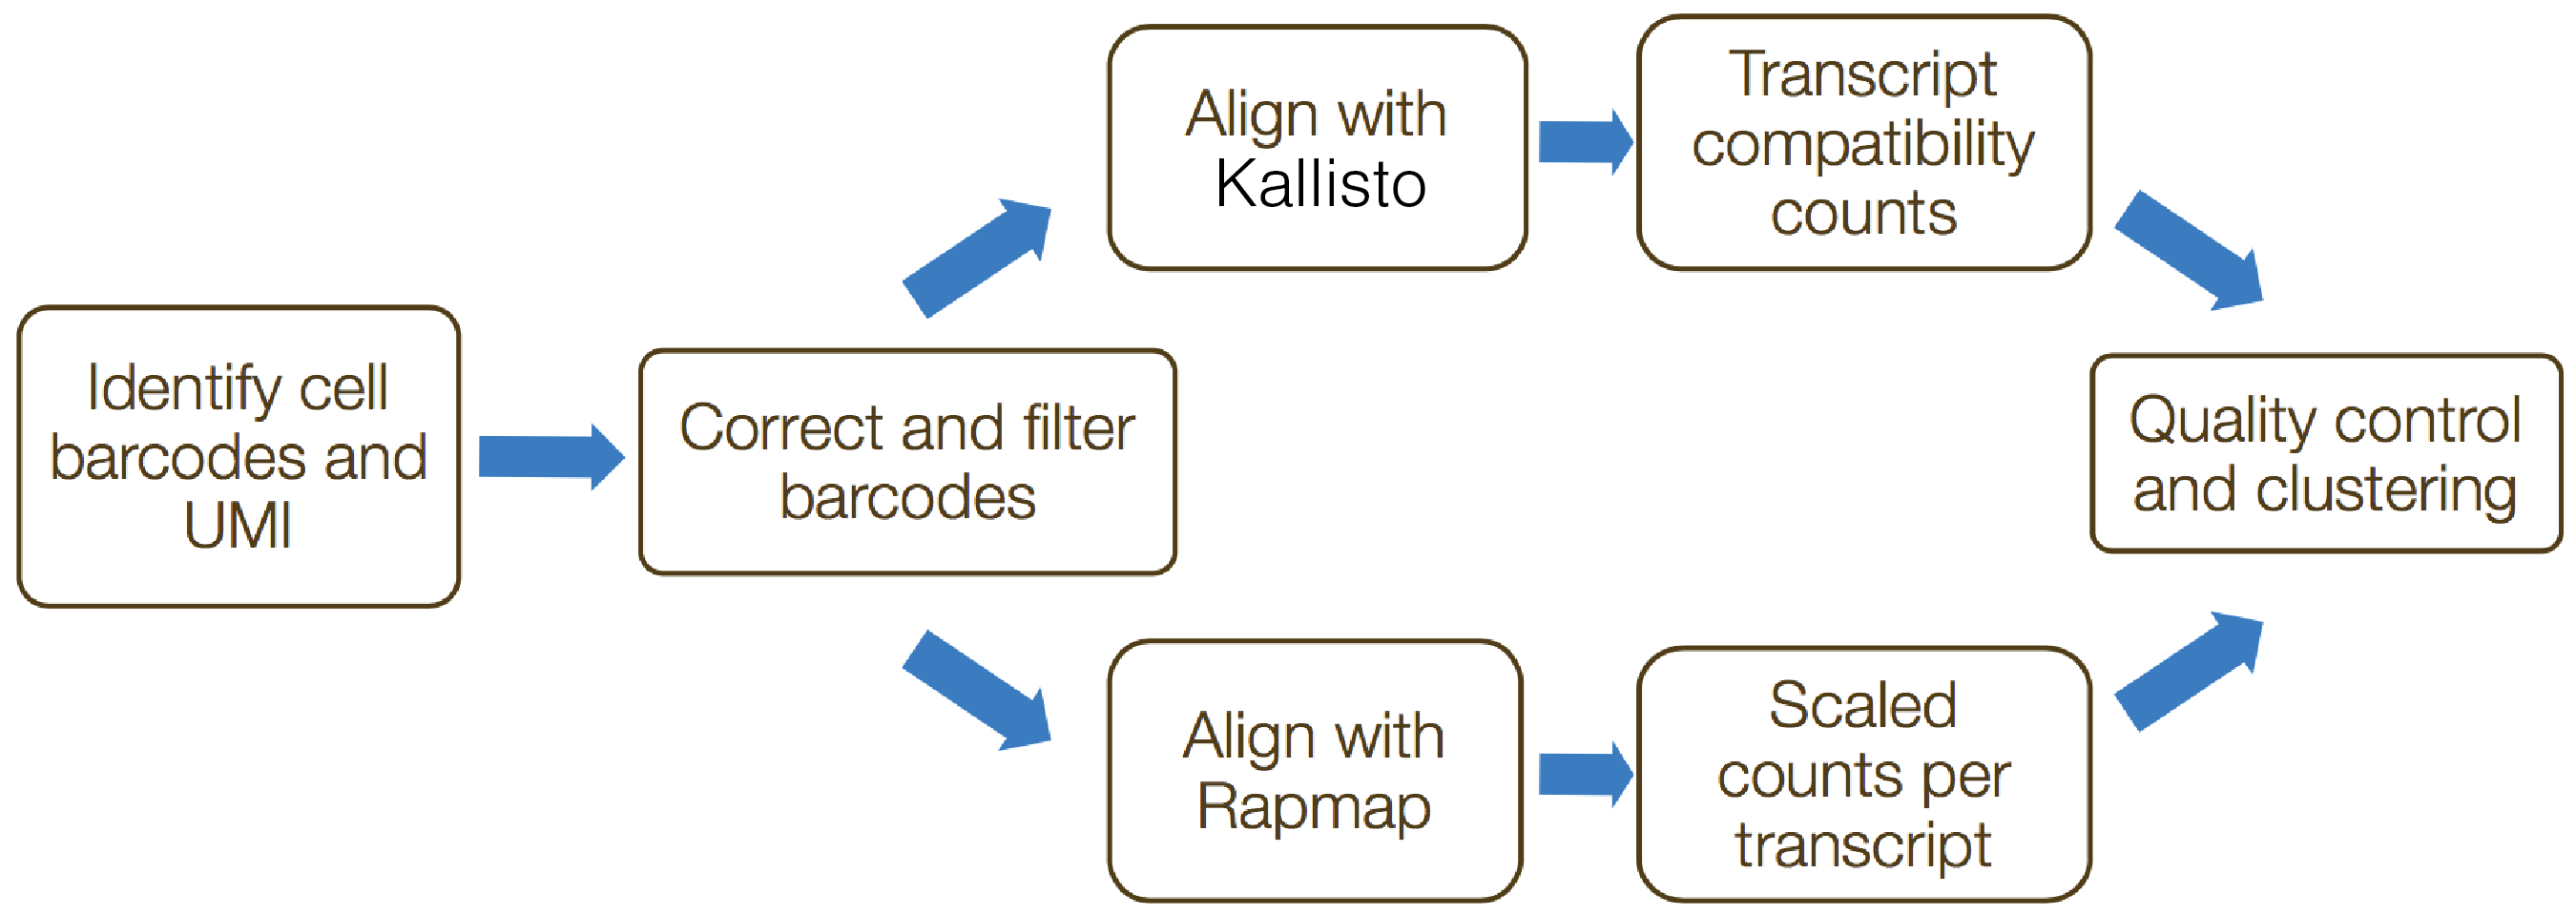 Identify cell
barcodes and
UMI
Correct and filter
barcodes
Align with
Kallisto
Transcript
compatibility
counts
Align with
Rapmap
Scaled
counts per
transcript
Quality control
and clustering